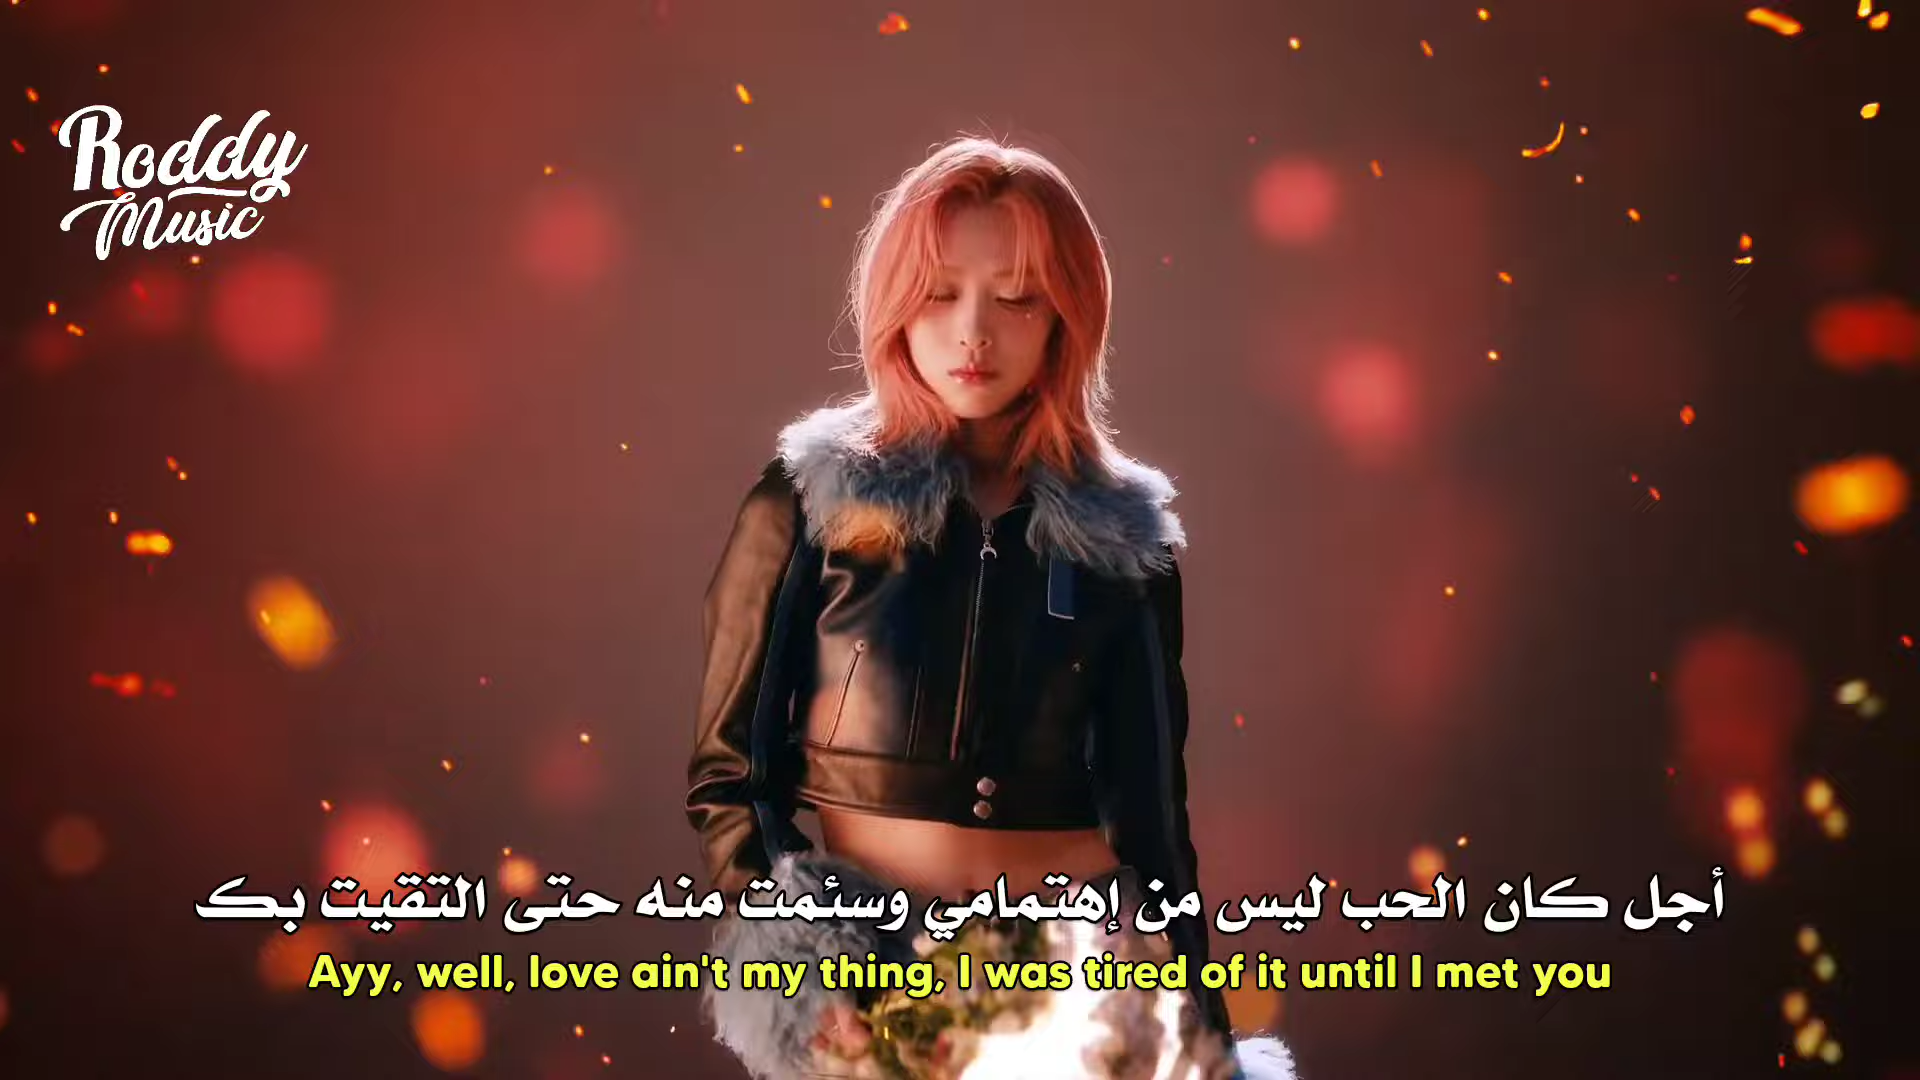 Roddy
Music
أجل كان الحب ليس من إهتمامي وسئمت منه حتى التقيت بك
Ayy, well, love ain't my thing, I was tired of it until I met you